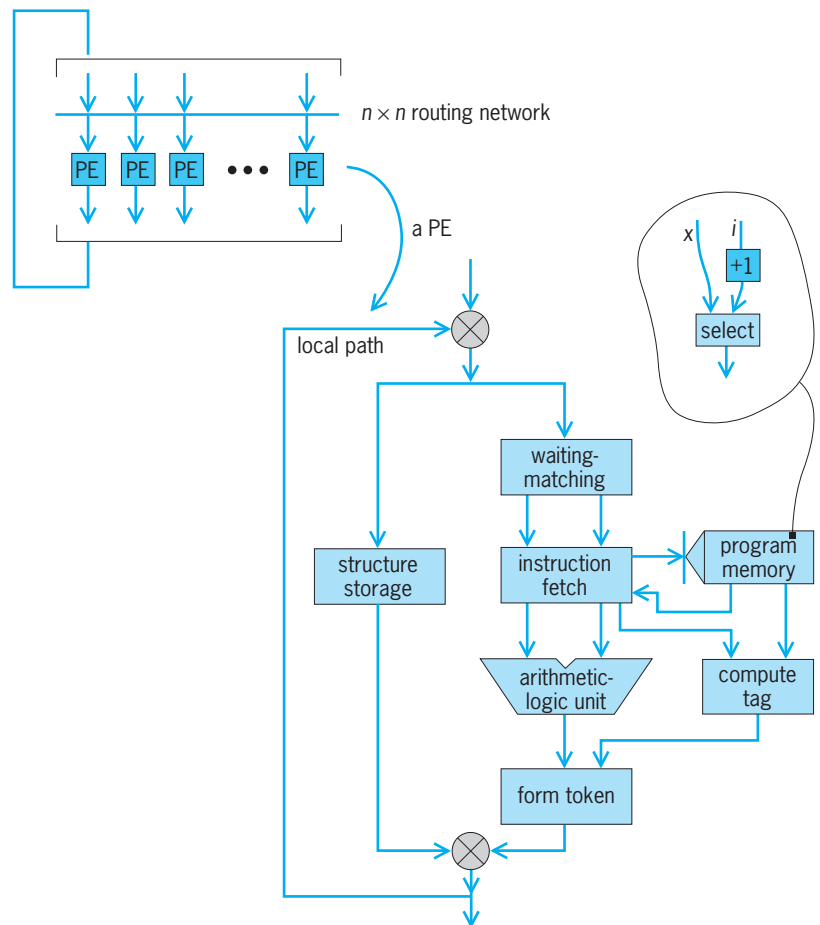 n × n routing network
PE PE PE ••• PE
a PE
x i
+1
select
local path
waiting-
matching
structure
storage
instruction
fetch
program
memory
arithmetic-
logic unit
compute
tag
form token